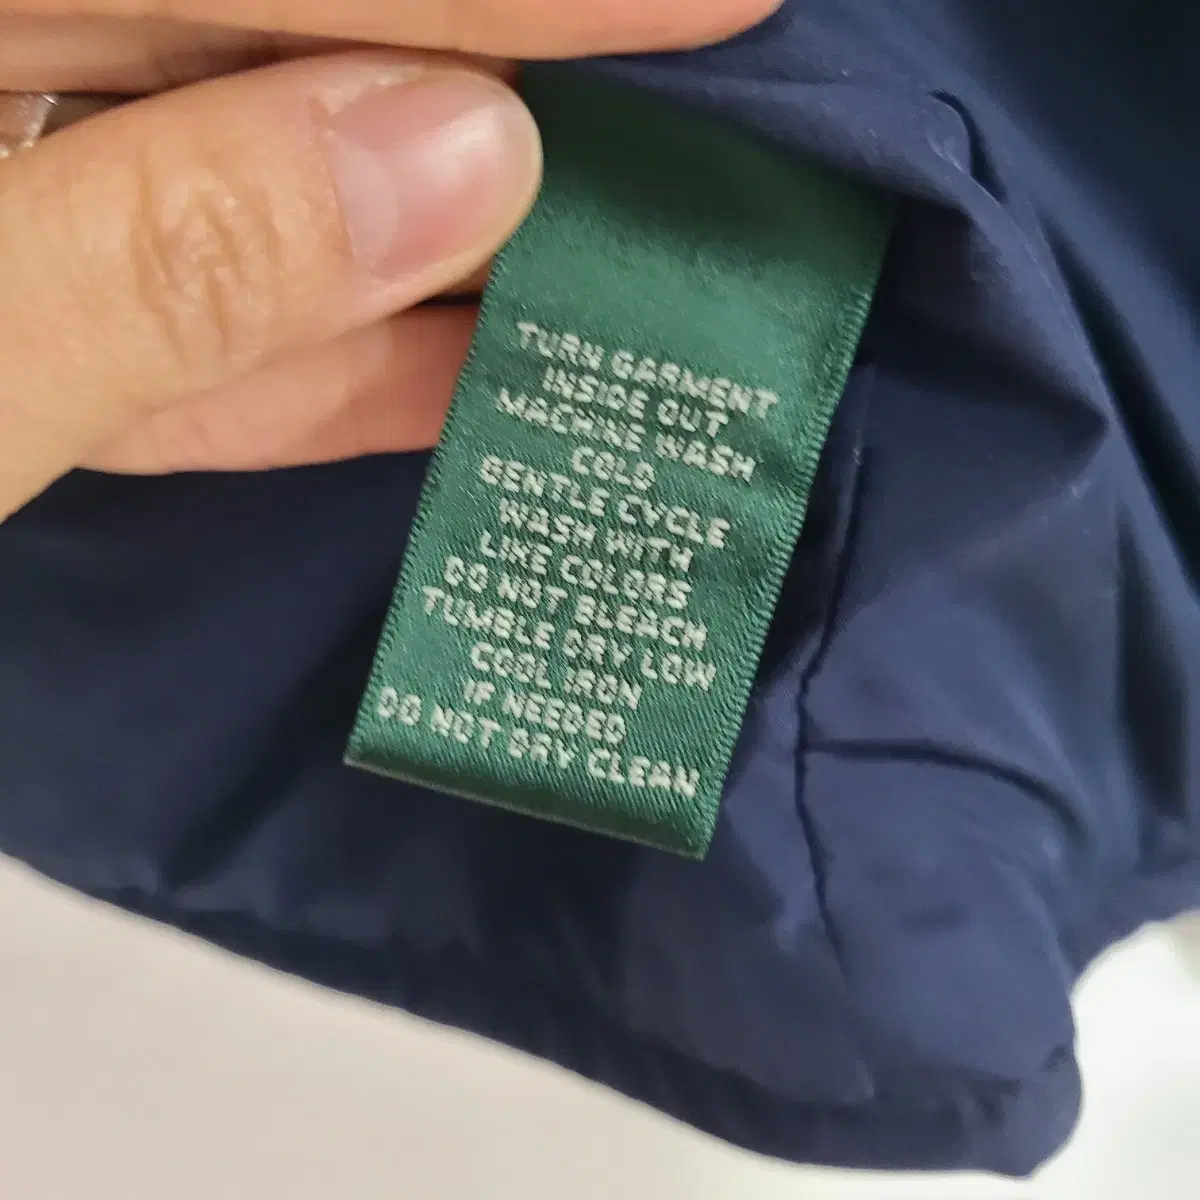 TURN GARMENT
INSIDE OUT
MACHINE WASH
COLD
GENTLE CYCLE
WASH WITH
LIKE COLORS
DO NOT BLEACH
TUMBLE DRY LOW
COOL IRON
IF NEEDED
DO NOT DRY CLEAN